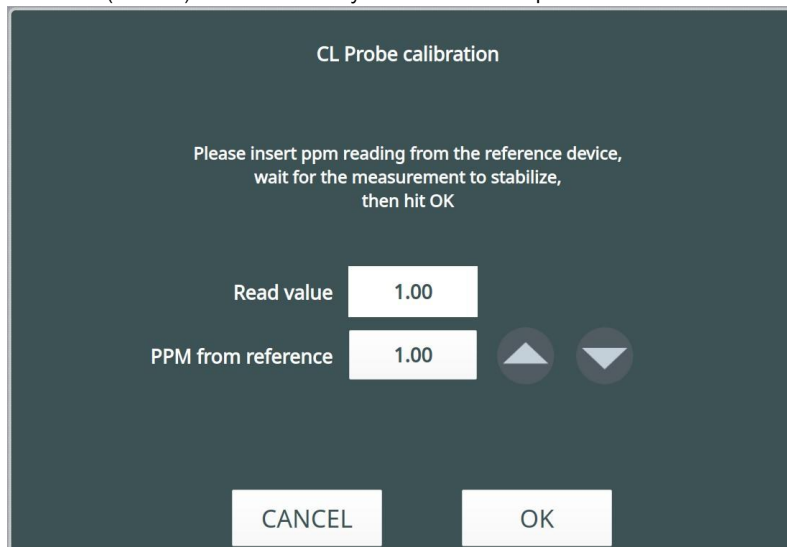 CL Probe calibration
Please insert ppm reading from the reference device,
wait for the measurement to stabilize,
then hit OK
Read value 1.00
PPM from reference 1.00
CANCEL OK